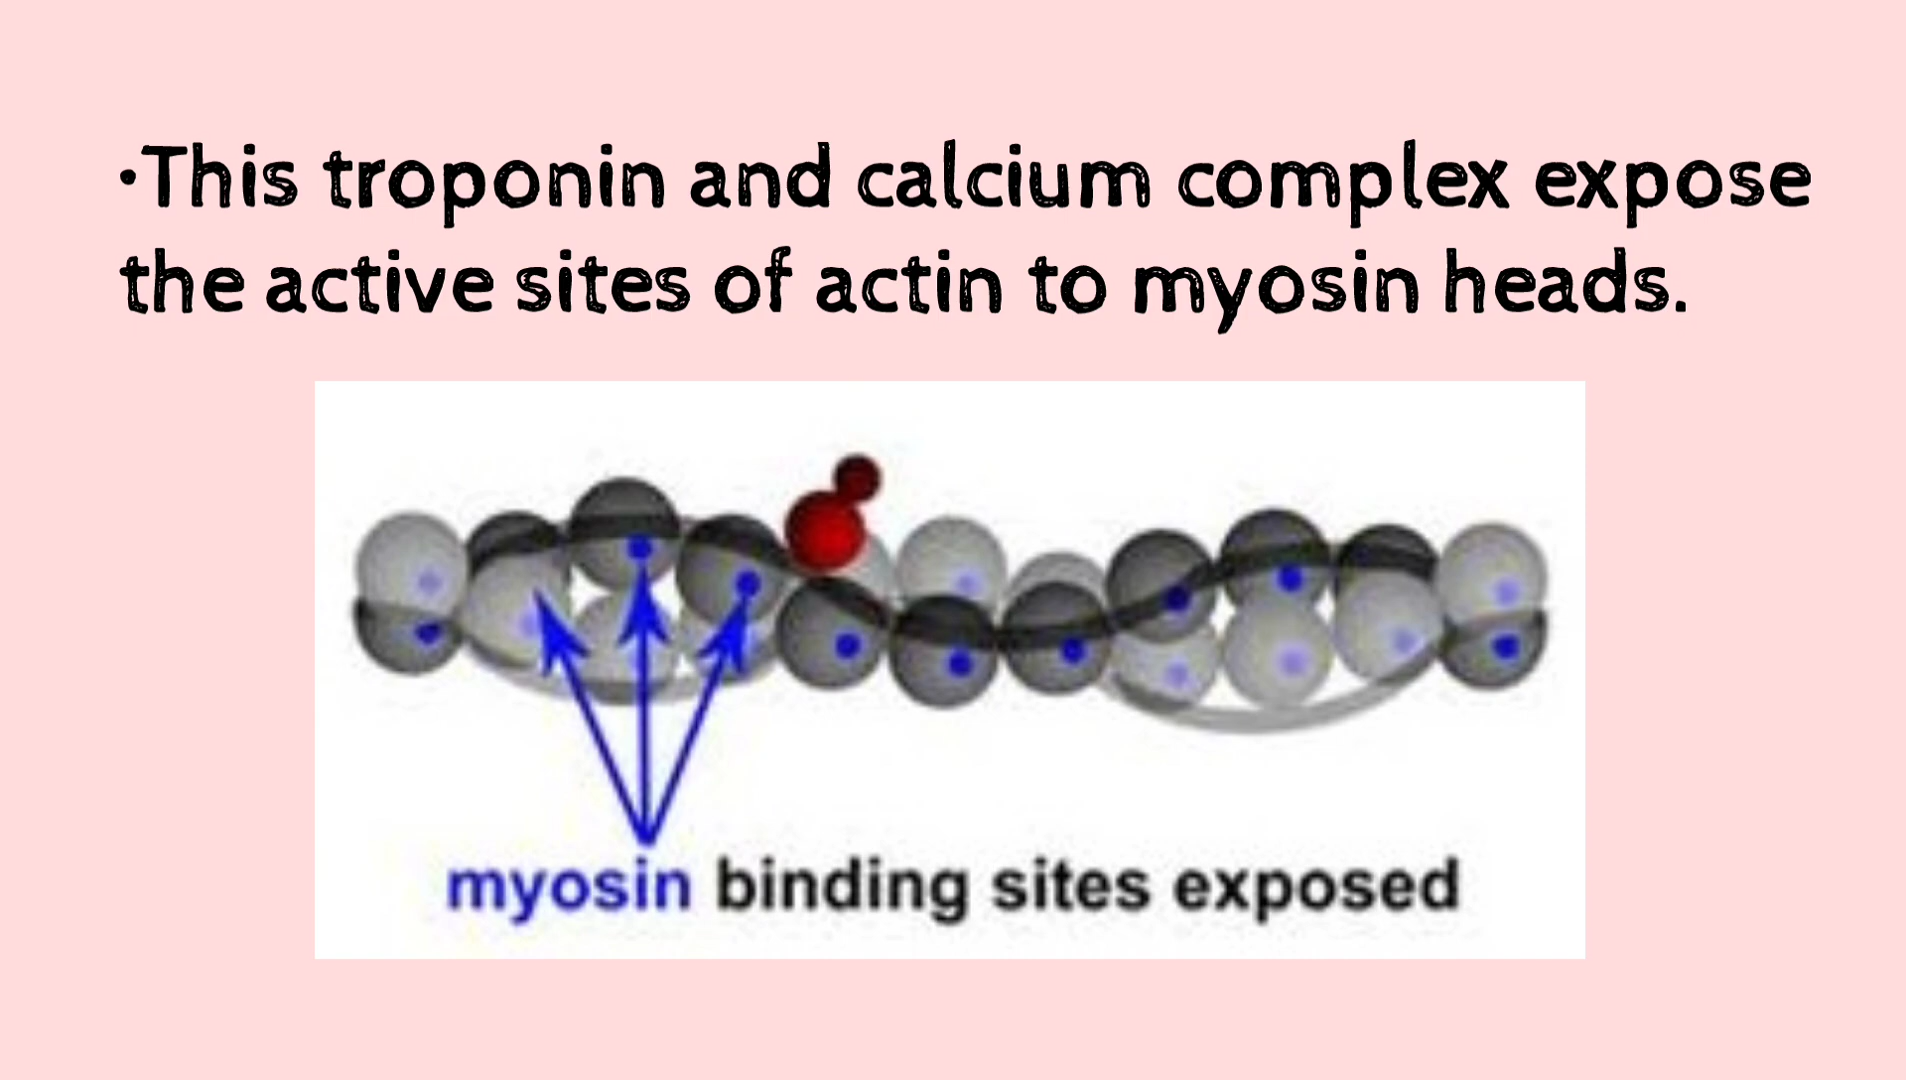 •This troponin and calcium complex expose
the active sites of actin to myosin heads.
myosin binding sites exposed